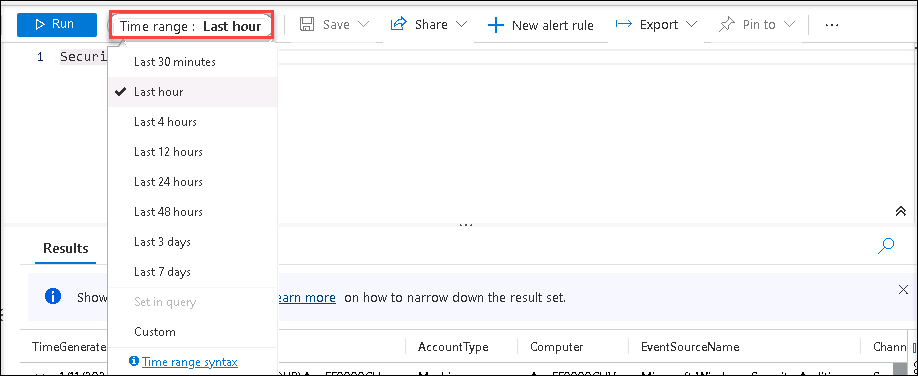 Run Time range : Last hour Save Share New alert rule Export Pin to ...
1 Securi
Last 30 minutes
Last hour
Last 4 hours
Last 12 hours
Last 24 hours
Last 48 hours
Last 3 days
Last 7 days
Set in query
Custom
Time range syntax
Results
Show earn more on how to narrow down the result set.
TimeGenerate AccountType Computer EventSourceName Chann